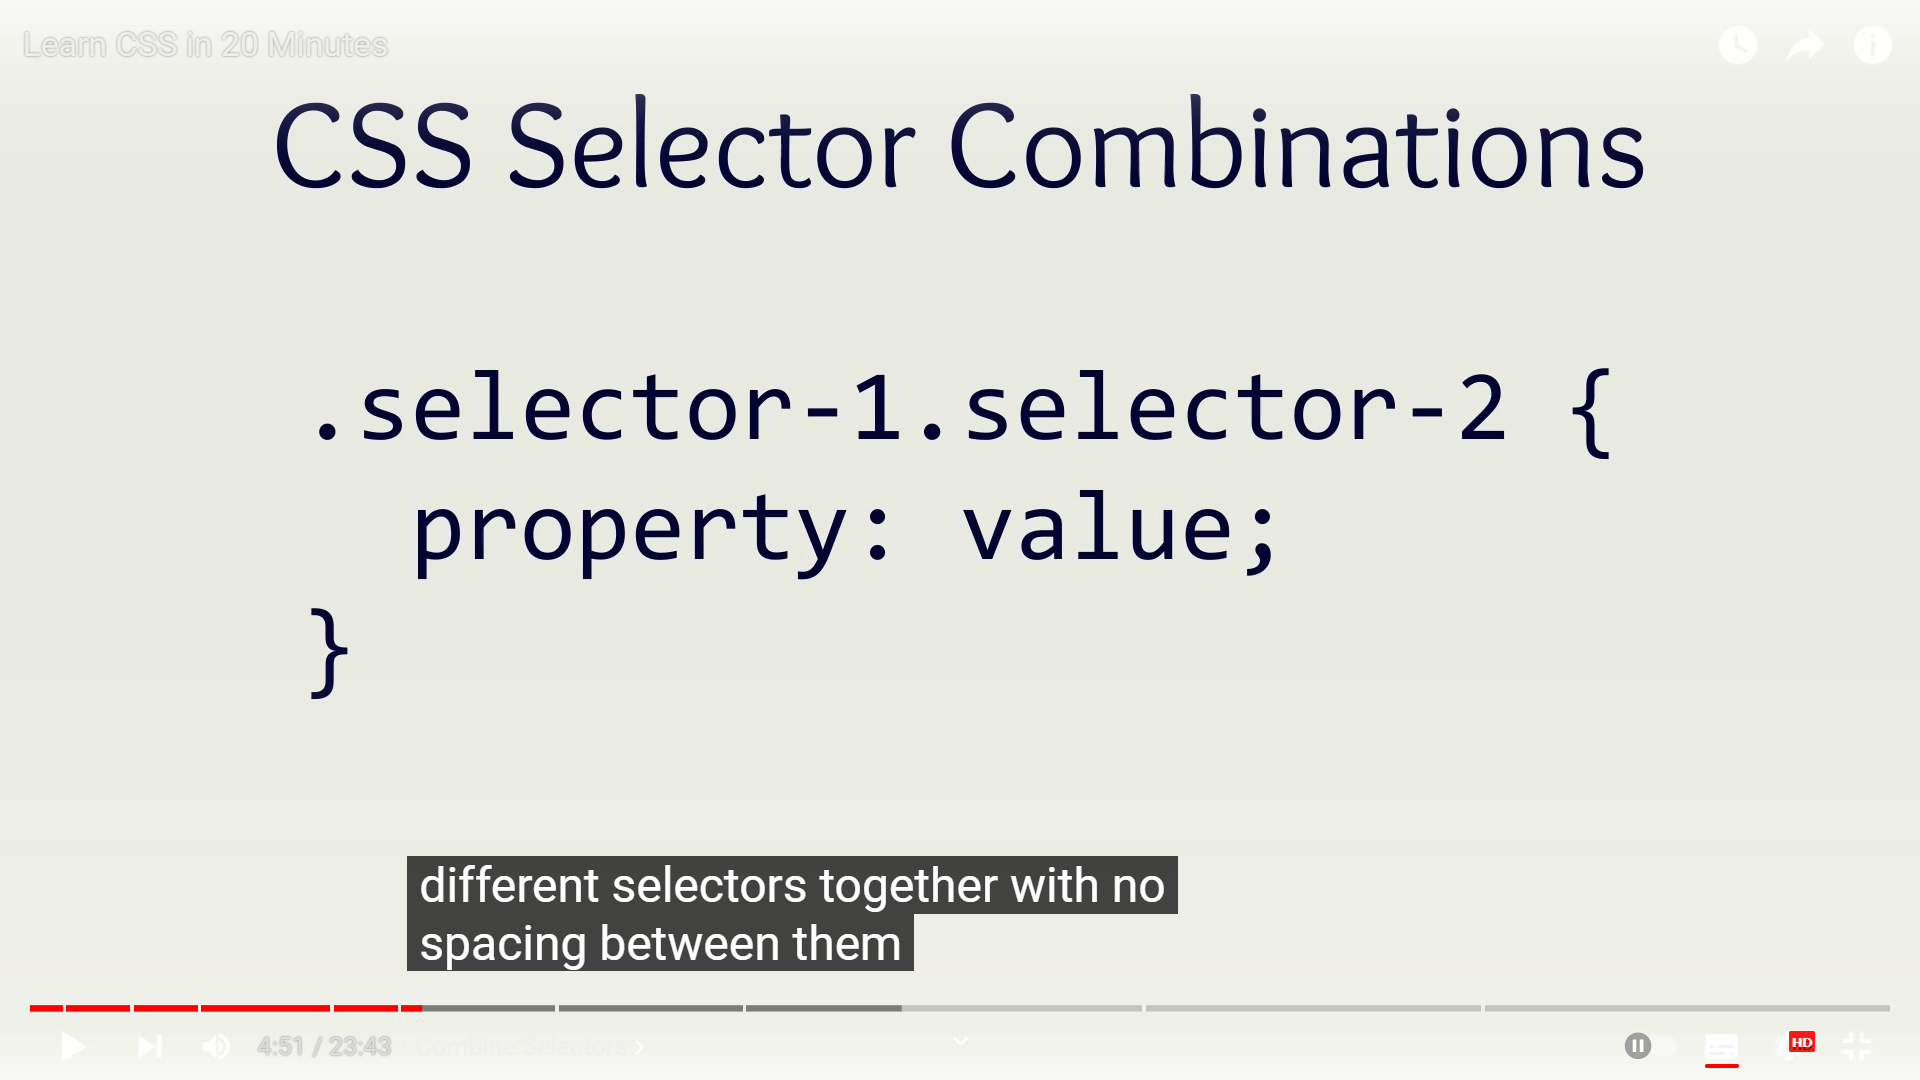 Learn CSS in 20 Minutes
CSS Selector Combinations
.selector-1.selector-2 {
property: value;
}
different selectors together with no
spacing between them
4:51 / 23:43 • Combine Selectors
HD